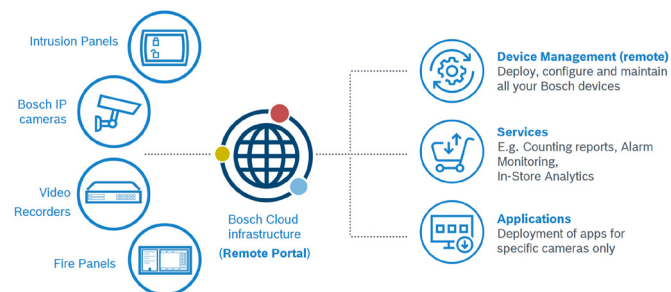 Intrusion Panels
Bosch IP
cameras
Video
Recorders
Fire Panels
Bosch Cloud
infrastructure
(Remote Portal)
Device Management (remote)
Deploy, configure and maintain
all your Bosch devices
Services
E.g. Counting reports, Alarm
Monitoring,
In-Store Analytics
Applications
Deployment of apps for
specific cameras only